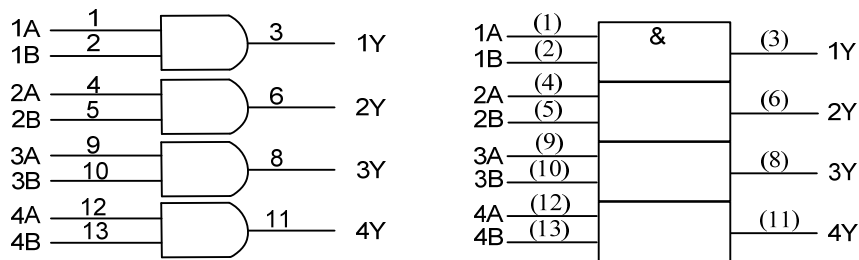 1A 1 3 1Y
1B 2
2A 4 6 2Y
2B 5
3A 9 8 3Y
3B 10
4A 12 11 4Y
4B 13
&
1A (1) (3) 1Y
1B (2)
2A (4) (6) 2Y
2B (5)
3A (9) (8) 3Y
3B (10)
4A (12) (11) 4Y
4B (13)